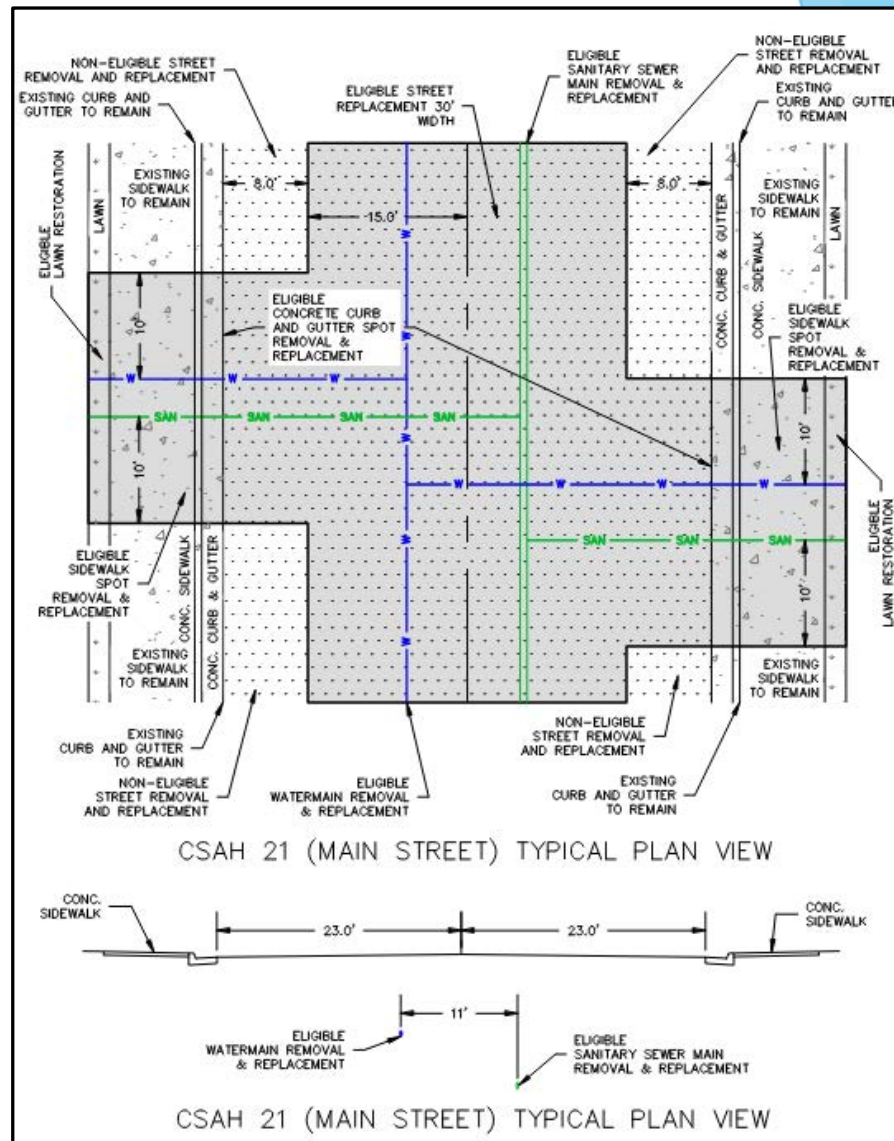 NON-ELIGIBLE STREET
REMOVAL AND REPLACEMENT
EXISTING CURB AND
GUTTER TO REMAIN
ELIGIBLE STREET
REPLACEMENT 30'
WIDTH
ELIGIBLE
SANITARY SEWER
MAIN REMOVAL &
REPLACEMENT
NON-ELIGIBLE
STREET REMOVAL
AND REPLACEMENT
EXISTING
CURB AND GUTTER
TO REMAIN
ELIGIBLE
LAWN RESTORATION
LAWN
EXISTING
SIDEWALK
TO REMAIN
8.0'
15.0'
8.0'
CONC. CURB & GUTTER
CONC. SIDEWALK
EXISTING
SIDEWALK
TO REMAIN
LAWN
W
10'
ELIGIBLE
CONCRETE CURB
AND GUTTER SPOT
REMOVAL &
REPLACEMENT
W
ELIGIBLE
SIDEWALK
SPOT
REMOVAL &
REPLACEMENT
W W W
SAN SAN SAN SAN
W
10'
10'
W W W W
SAN SAN SAN
W
10'
ELIGIBLE
SIDEWALK
SPOT
REMOVAL &
REPLACEMENT
CONC. SIDEWALK
CONC. CURB & GUTTER
ELIGIBLE
LAWN RESTORATION
EXISTING
SIDEWALK
TO REMAIN
W
EXISTING
SIDEWALK
TO REMAIN
EXISTING
CURB AND GUTTER
TO REMAIN
NON-ELIGIBLE
STREET REMOVAL
AND REPLACEMENT
ELIGIBLE
WATERMAIN REMOVAL
& REPLACEMENT
NON-ELIGIBLE
STREET REMOVAL
AND REPLACEMENT
EXISTING
CURB AND GUTTER
TO REMAIN
CSAH 21 (MAIN STREET) TYPICAL PLAN VIEW
CONC.
SIDEWALK
23.0'
23.0'
CONC.
SIDEWALK
11'
ELIGIBLE
WATERMAIN REMOVAL
& REPLACEMENT
ELIGIBLE
SANITARY SEWER MAIN
REMOVAL & REPLACEMENT
CSAH 21 (MAIN STREET) TYPICAL PLAN VIEW